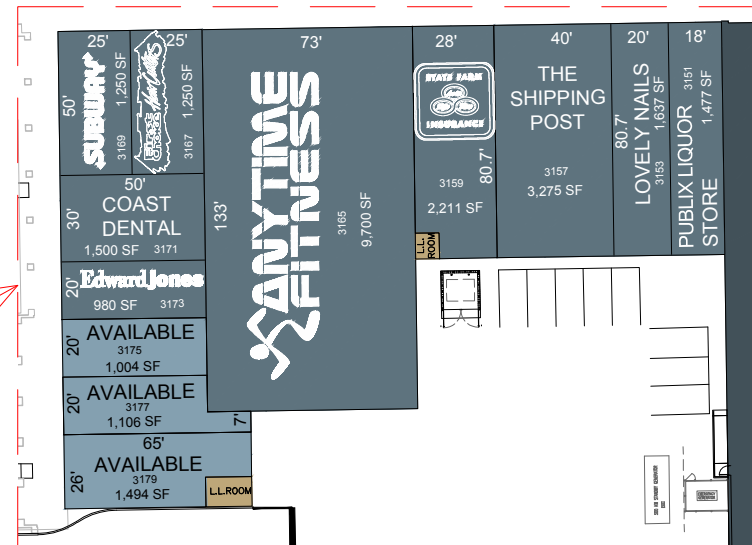 25'
25'
73'
28'
40'
20'
18'
50'
SUBWAY
3169
1,250 SF
First Choice
Haircutters
3167
1,250 SF
ANYTIME
FITNESS
133'
3165
9,700 SF
STATE FARM
INSURANCE
3159
80.7'
2,211 SF
L.L.
ROOM
THE
SHIPPING
POST
3157
3,275 SF
80.7'
LOVELY NAILS
3153
1,637 SF
PUBLIX LIQUOR
STORE
3151
1,477 SF
50'
30'
COAST
DENTAL
1,500 SF 3171
20'
Edward Jones
980 SF 3173
20'
AVAILABLE
3175
1,004 SF
20'
AVAILABLE
3177
1,106 SF
7'
65'
26'
AVAILABLE
3179
1,494 SF
L.L.ROOM